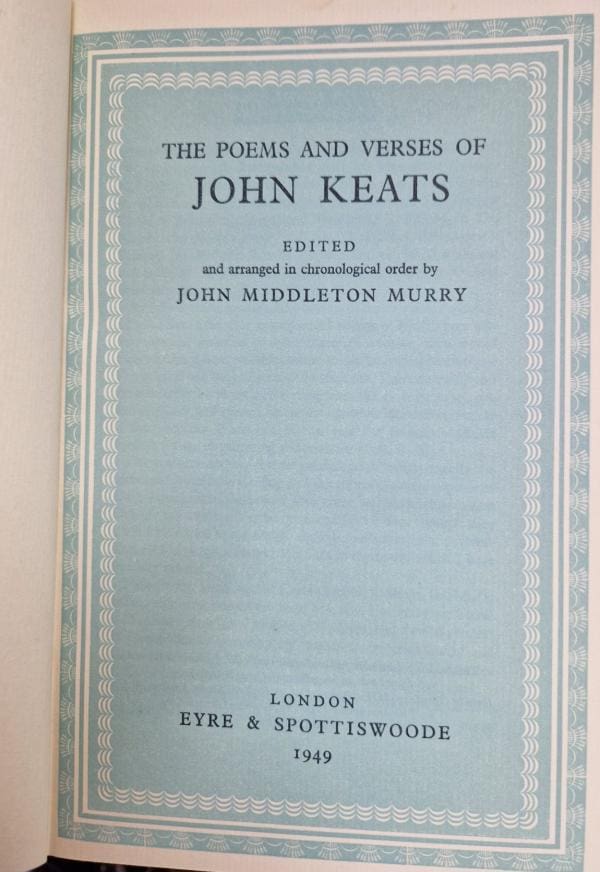 THE POEMS AND VERSES OF
JOHN KEATS
EDITED
and arranged in chronological order by
JOHN MIDDLETON MURRY
LONDON
EYRE & SPOTTISWOODE
1949